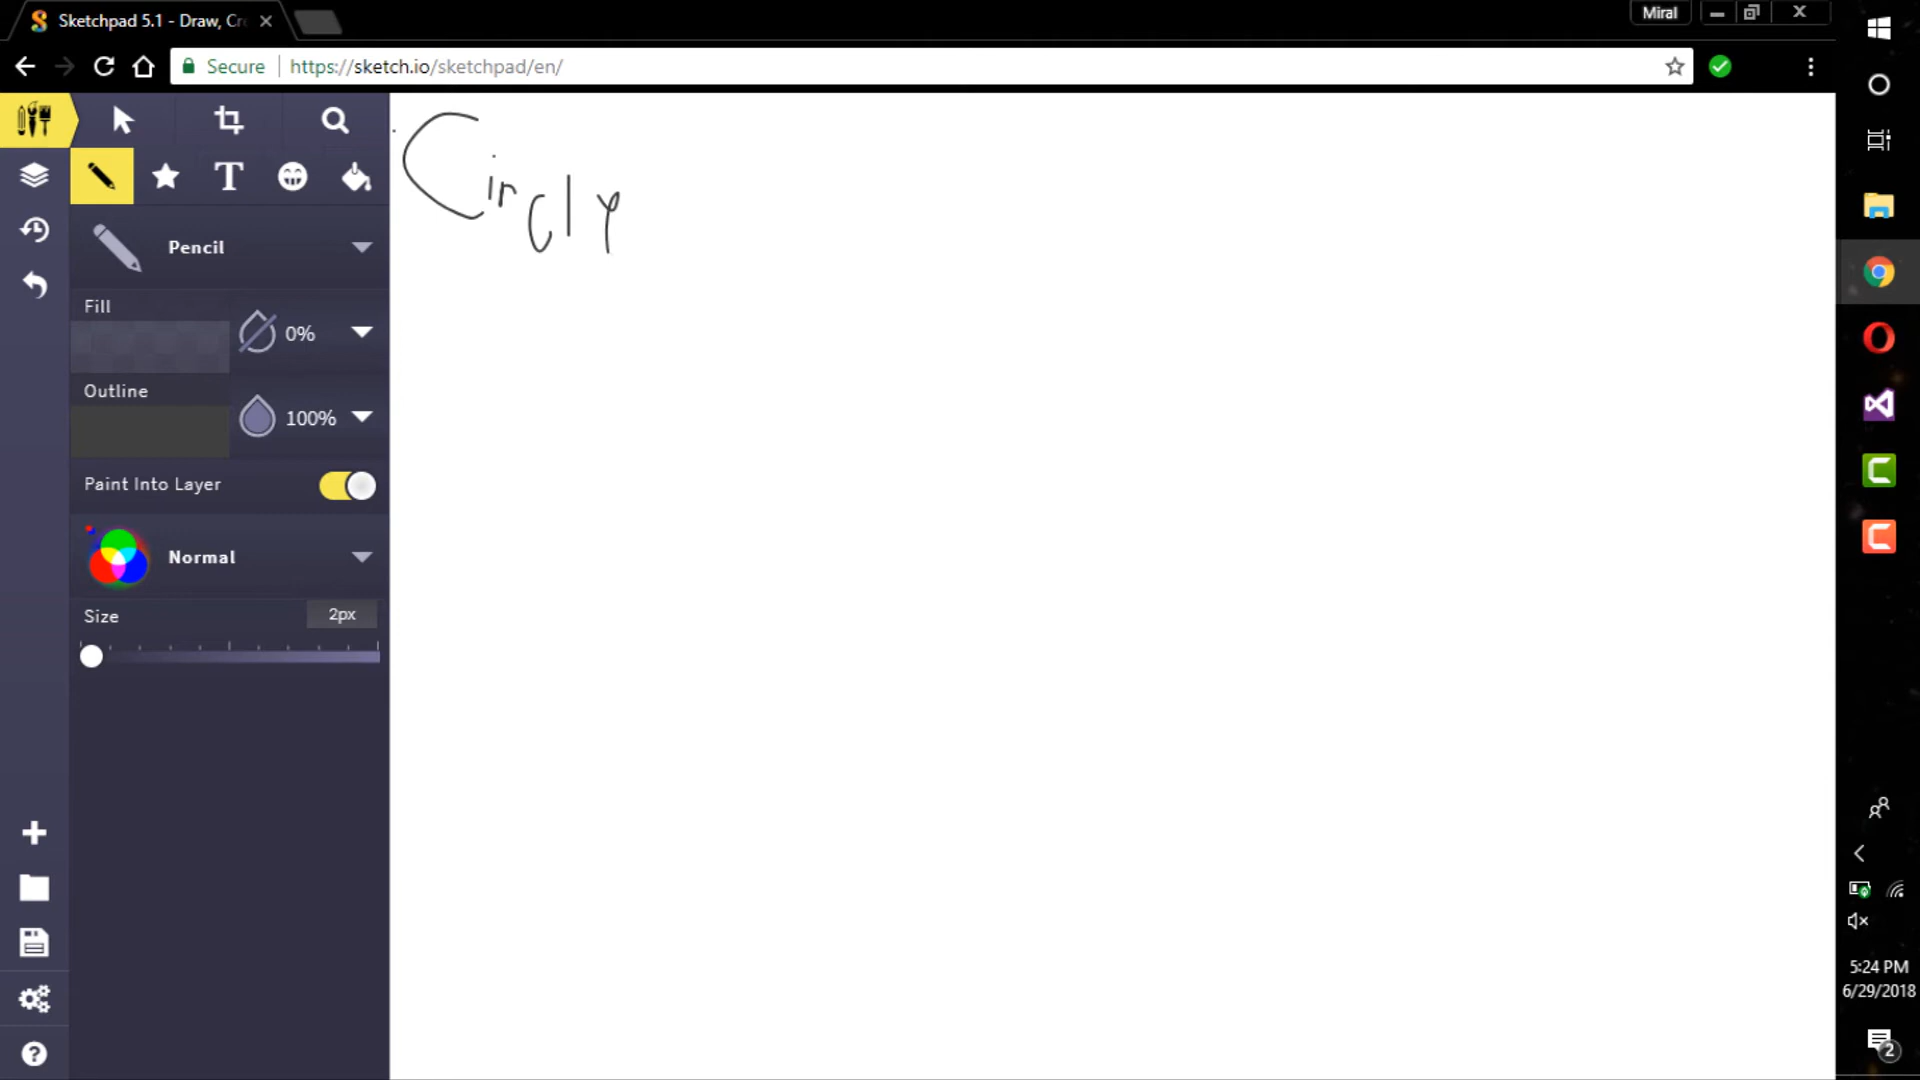 Sketchpad 5.1 - Draw, Cr
Miral
Secure https://sketch.io/sketchpad/en/
T
Circly
Pencil
Fill
0%
Outline
100%
Paint Into Layer
Normal
Size 2px
5:24 PM
6/29/2018
2